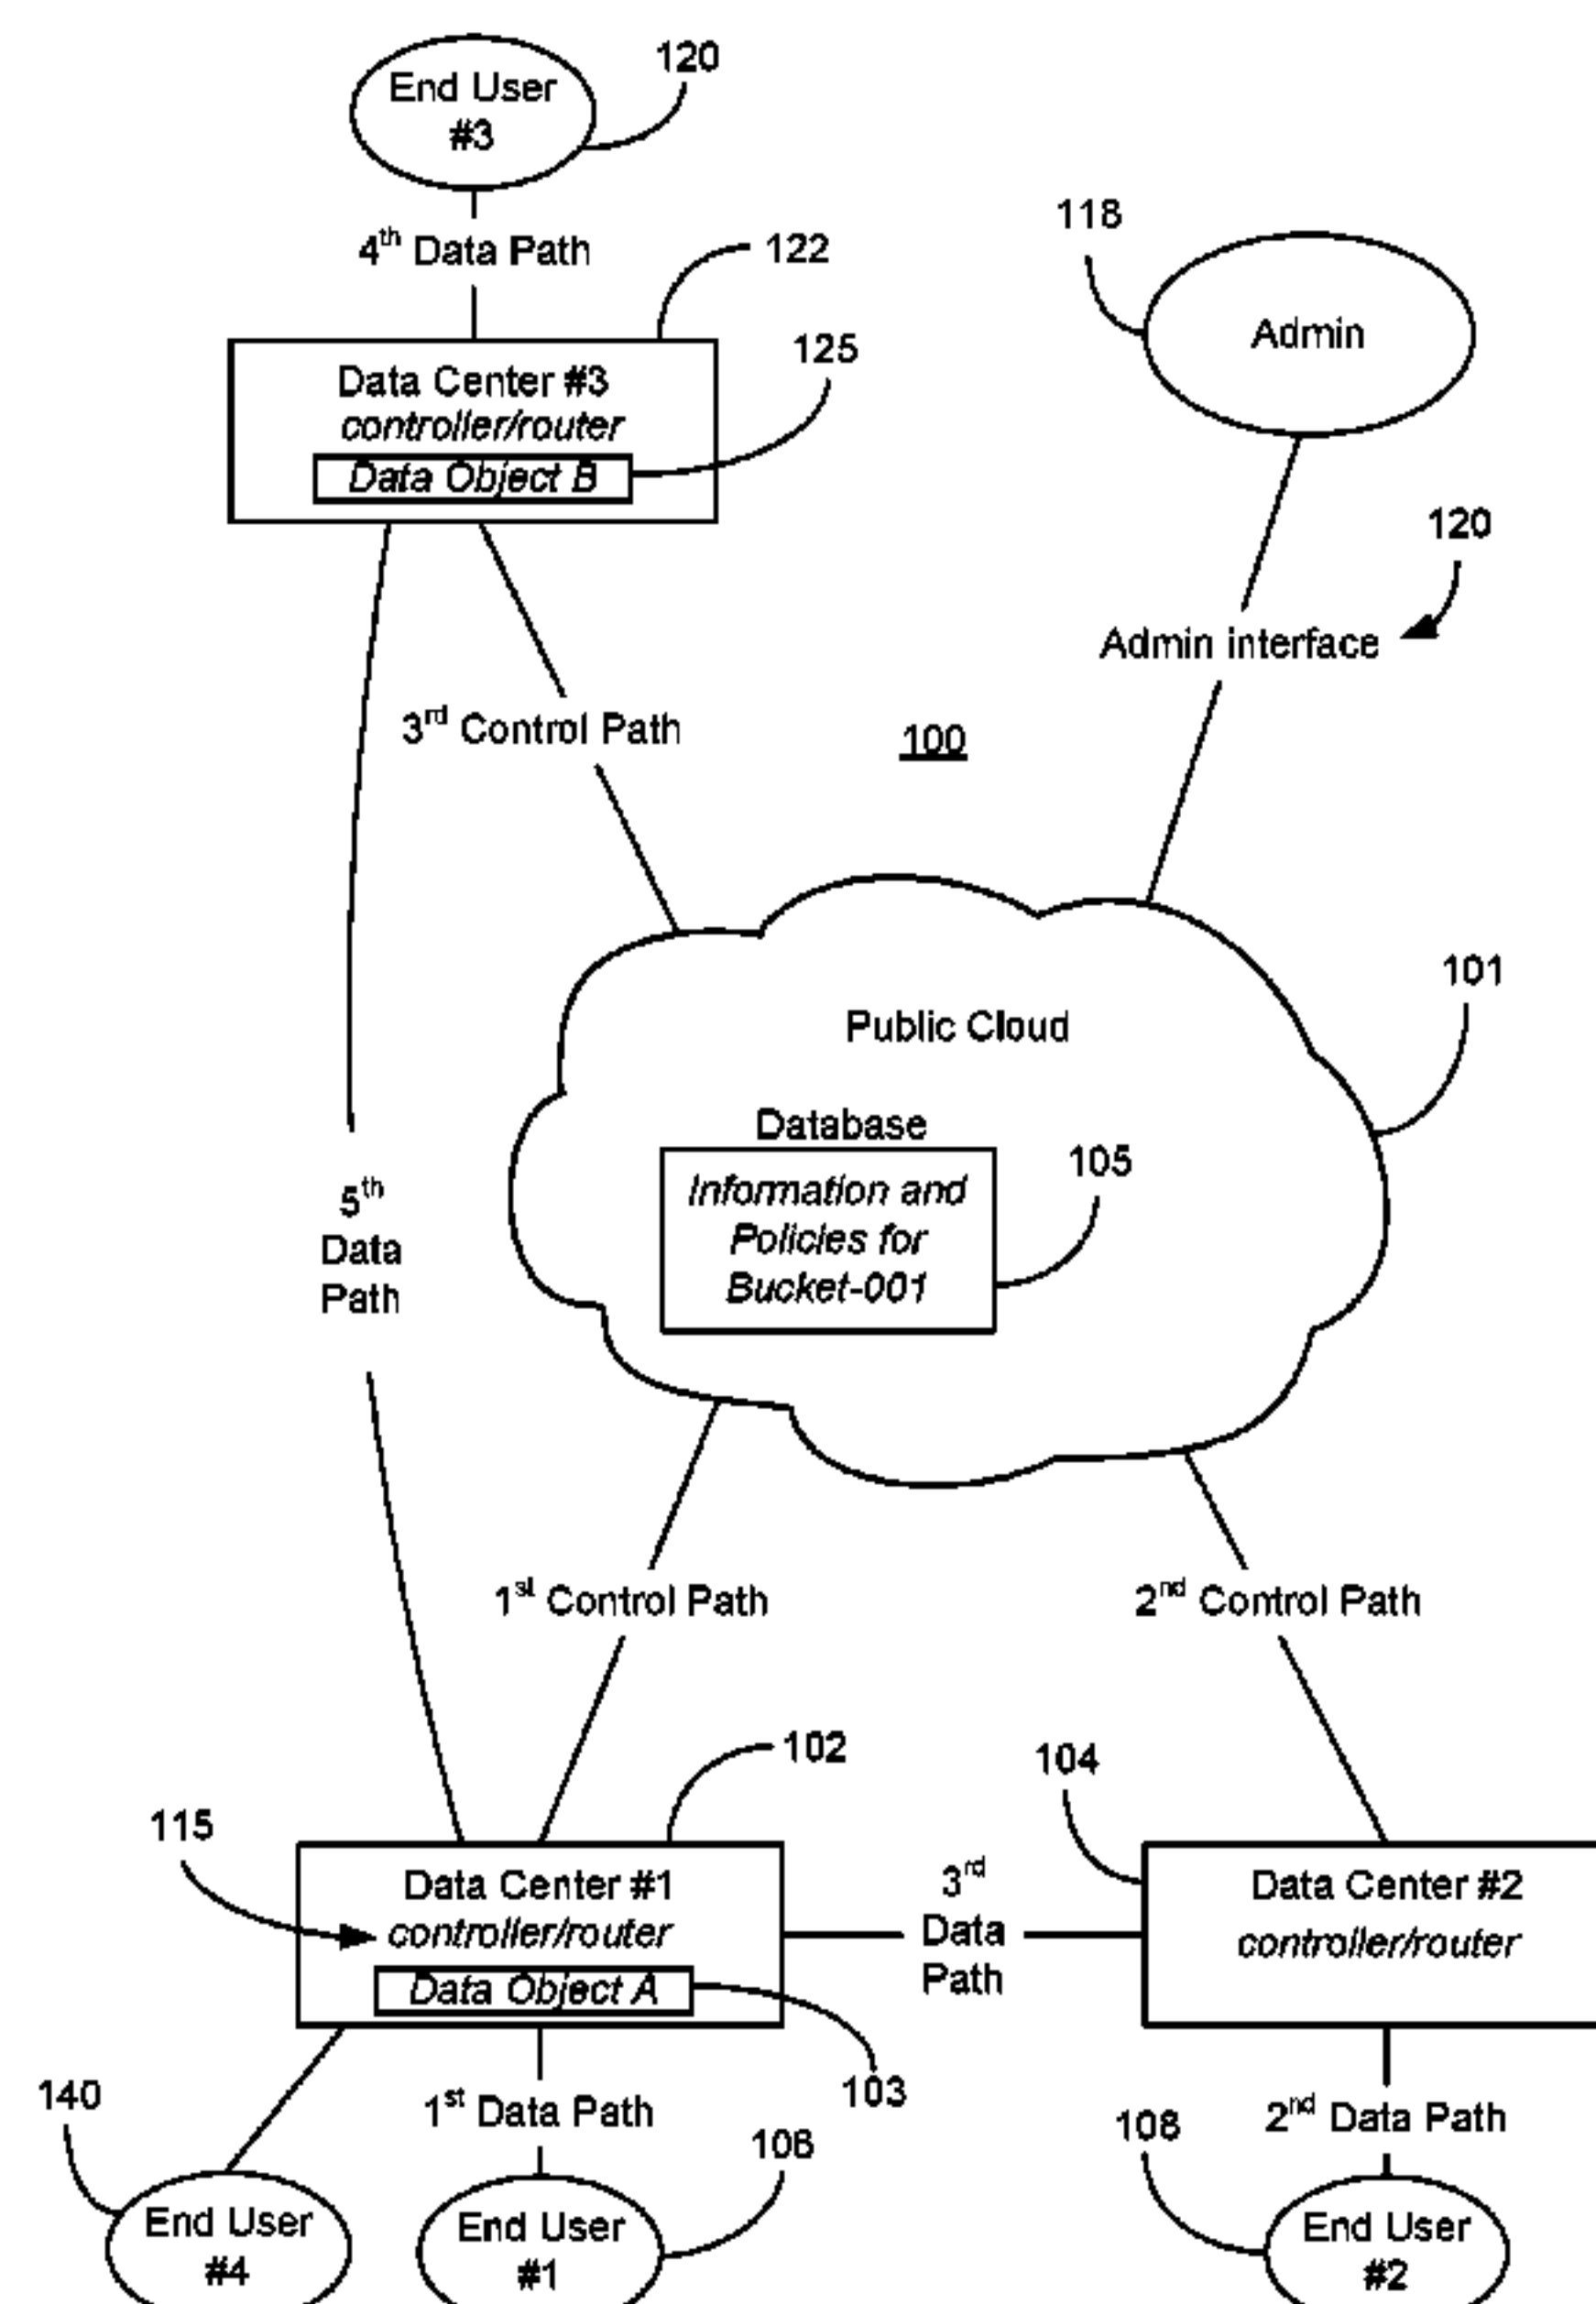 End User
#3
120
4th Data Path
122
118
Admin
125
Data Center #3
controller/router
Data Object B
120
Admin interface
3rd Control Path
100
101
Public Cloud
Database
105
Information and
Policies for
Bucket-001
5th
Data
Path
1st Control Path
2nd Control Path
102
104
115
Data Center #1
controller/router
Data Object A
3rd
Data
Path
Data Center #2
controller/router
140
1st Data Path
103
106
108
2nd Data Path
End User
#4
End User
#1
End User
#2